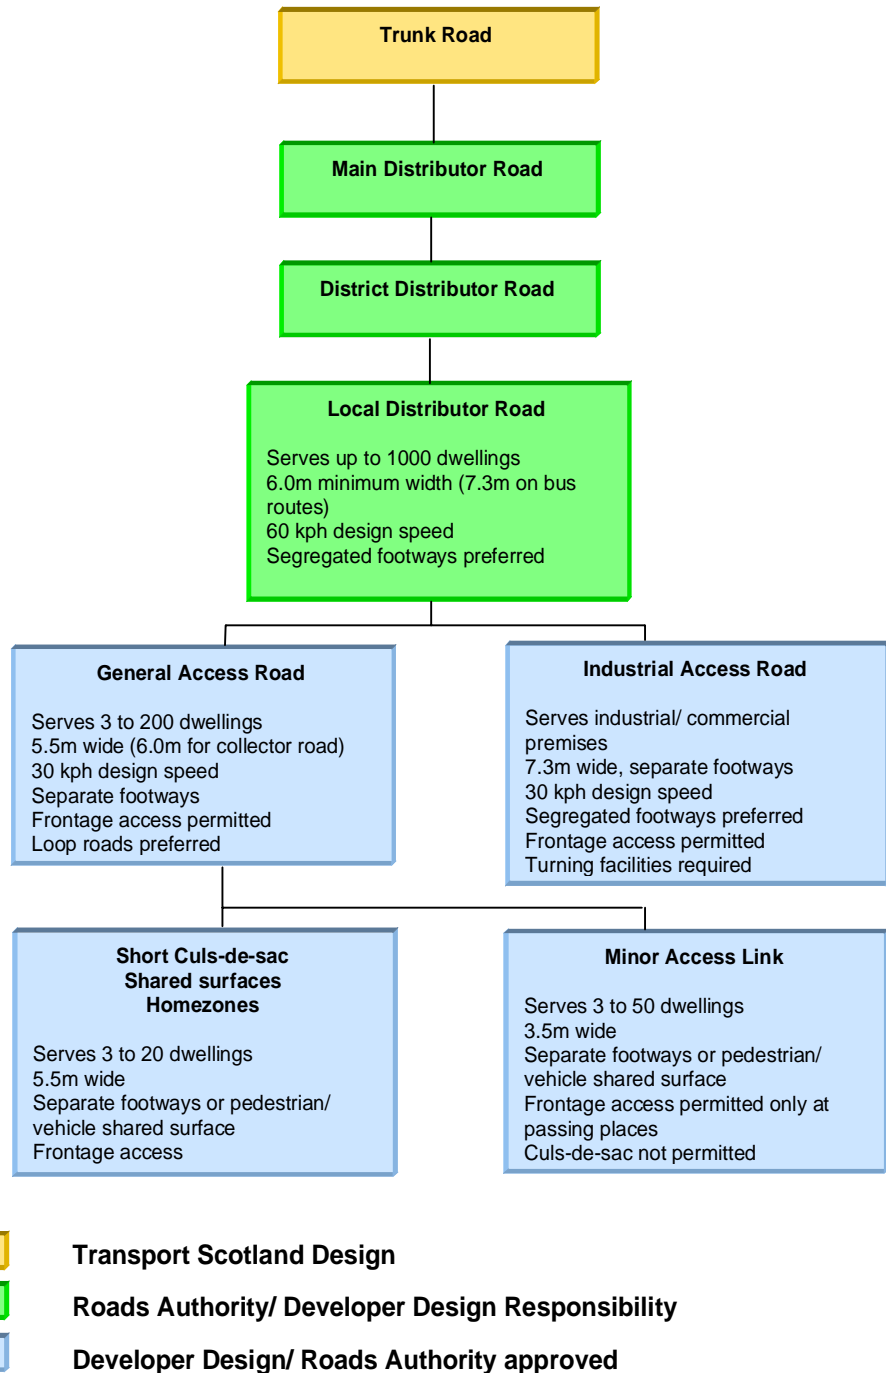 Trunk Road
Main Distributor Road
District Distributor Road
Local Distributor Road
Serves up to 1000 dwellings
6.0m minimum width (7.3m on bus
routes)
60 kph design speed
Segregated footways preferred
General Access Road
Serves 3 to 200 dwellings
5.5m wide (6.0m for collector road)
30 kph design speed
Separate footways
Frontage access permitted
Loop roads preferred
Industrial Access Road
Serves industrial/ commercial
premises
7.3m wide, separate footways
30 kph design speed
Segregated footways preferred
Frontage access permitted
Turning facilities required
Short Culs-de-sac
Shared surfaces
Homezones
Serves 3 to 20 dwellings
5.5m wide
Separate footways or pedestrian/
vehicle shared surface
Frontage access
Minor Access Link
Serves 3 to 50 dwellings
3.5m wide
Separate footways or pedestrian/
vehicle shared surface
Frontage access permitted only at
passing places
Culs-de-sac not permitted
Transport Scotland Design
Roads Authority/ Developer Design Responsibility
Developer Design/ Roads Authority approved